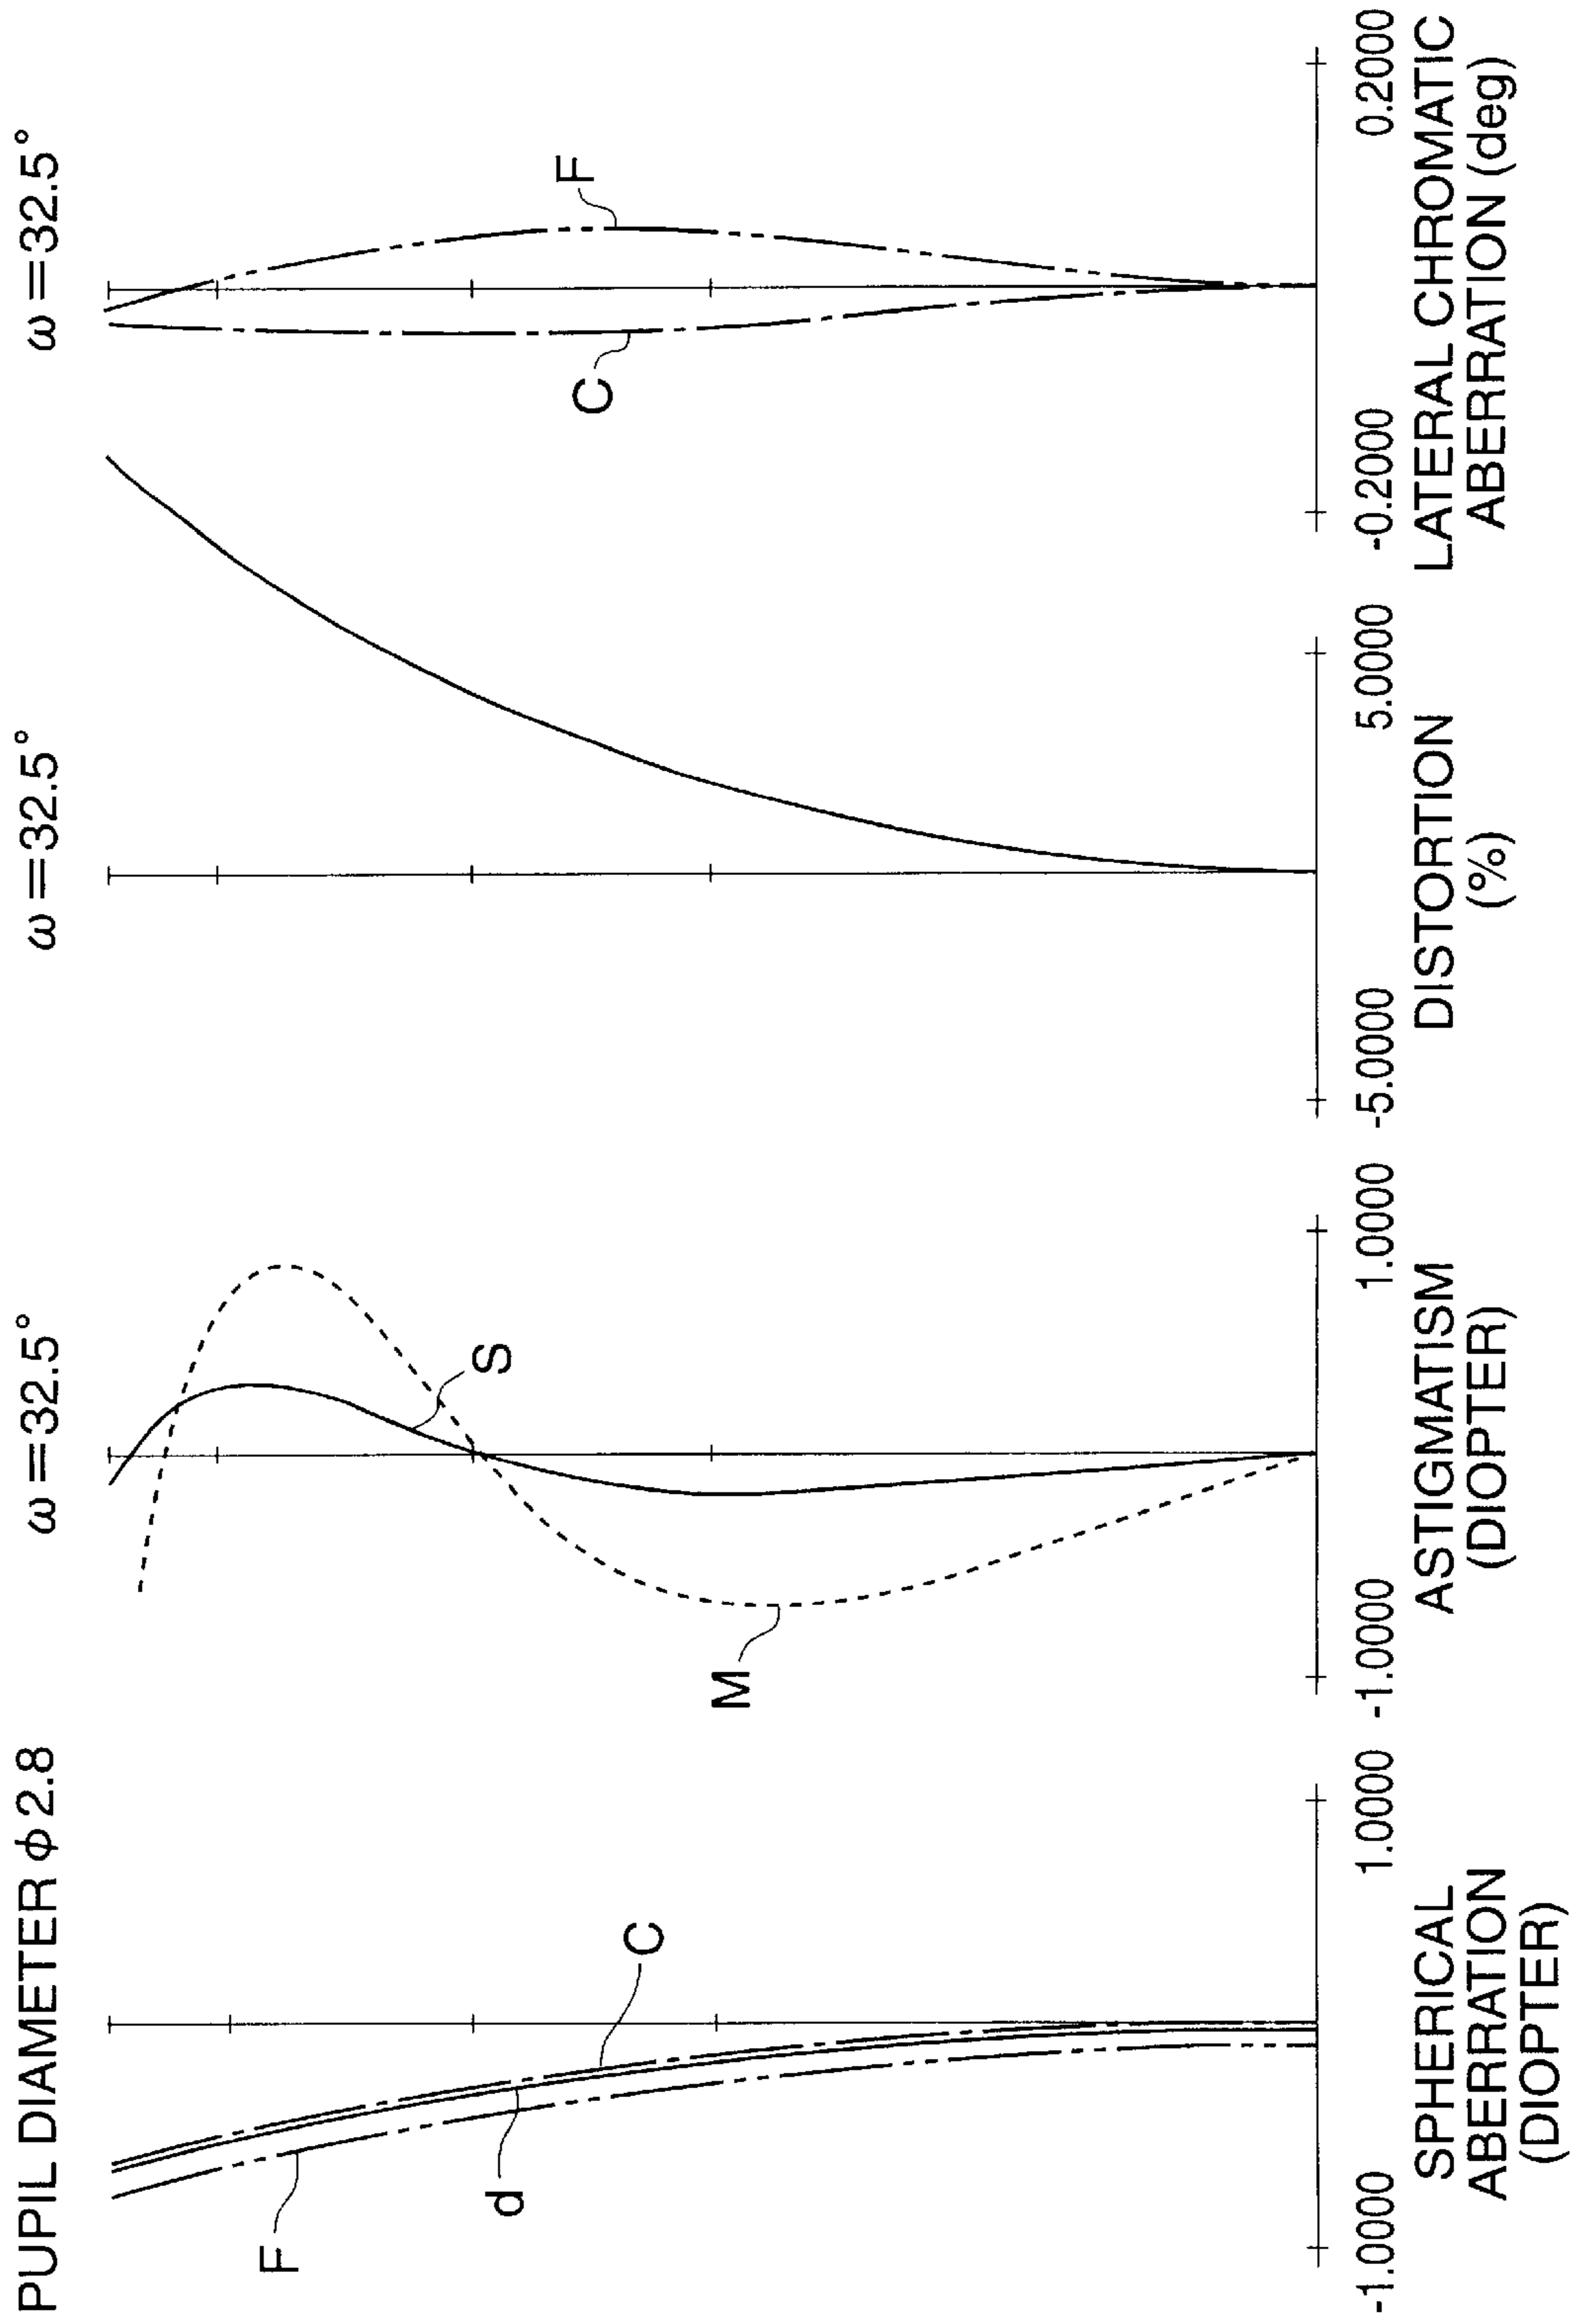 PUPIL DIAMETER ϕ2.8
F
d
C
-1.0000
1.0000
SPHERICAL
ABERRATION
(DIOPTER)
ω=32.5°
M
S
-1.0000
1.0000
ASTIGMATISM
(DIOPTER)
ω=32.5°
-5.0000
5.0000
DISTORTION
(%)
ω=32.5°
C
F
-0.2000
0.2000
LATERAL CHROMATIC
ABERRATION (deg)